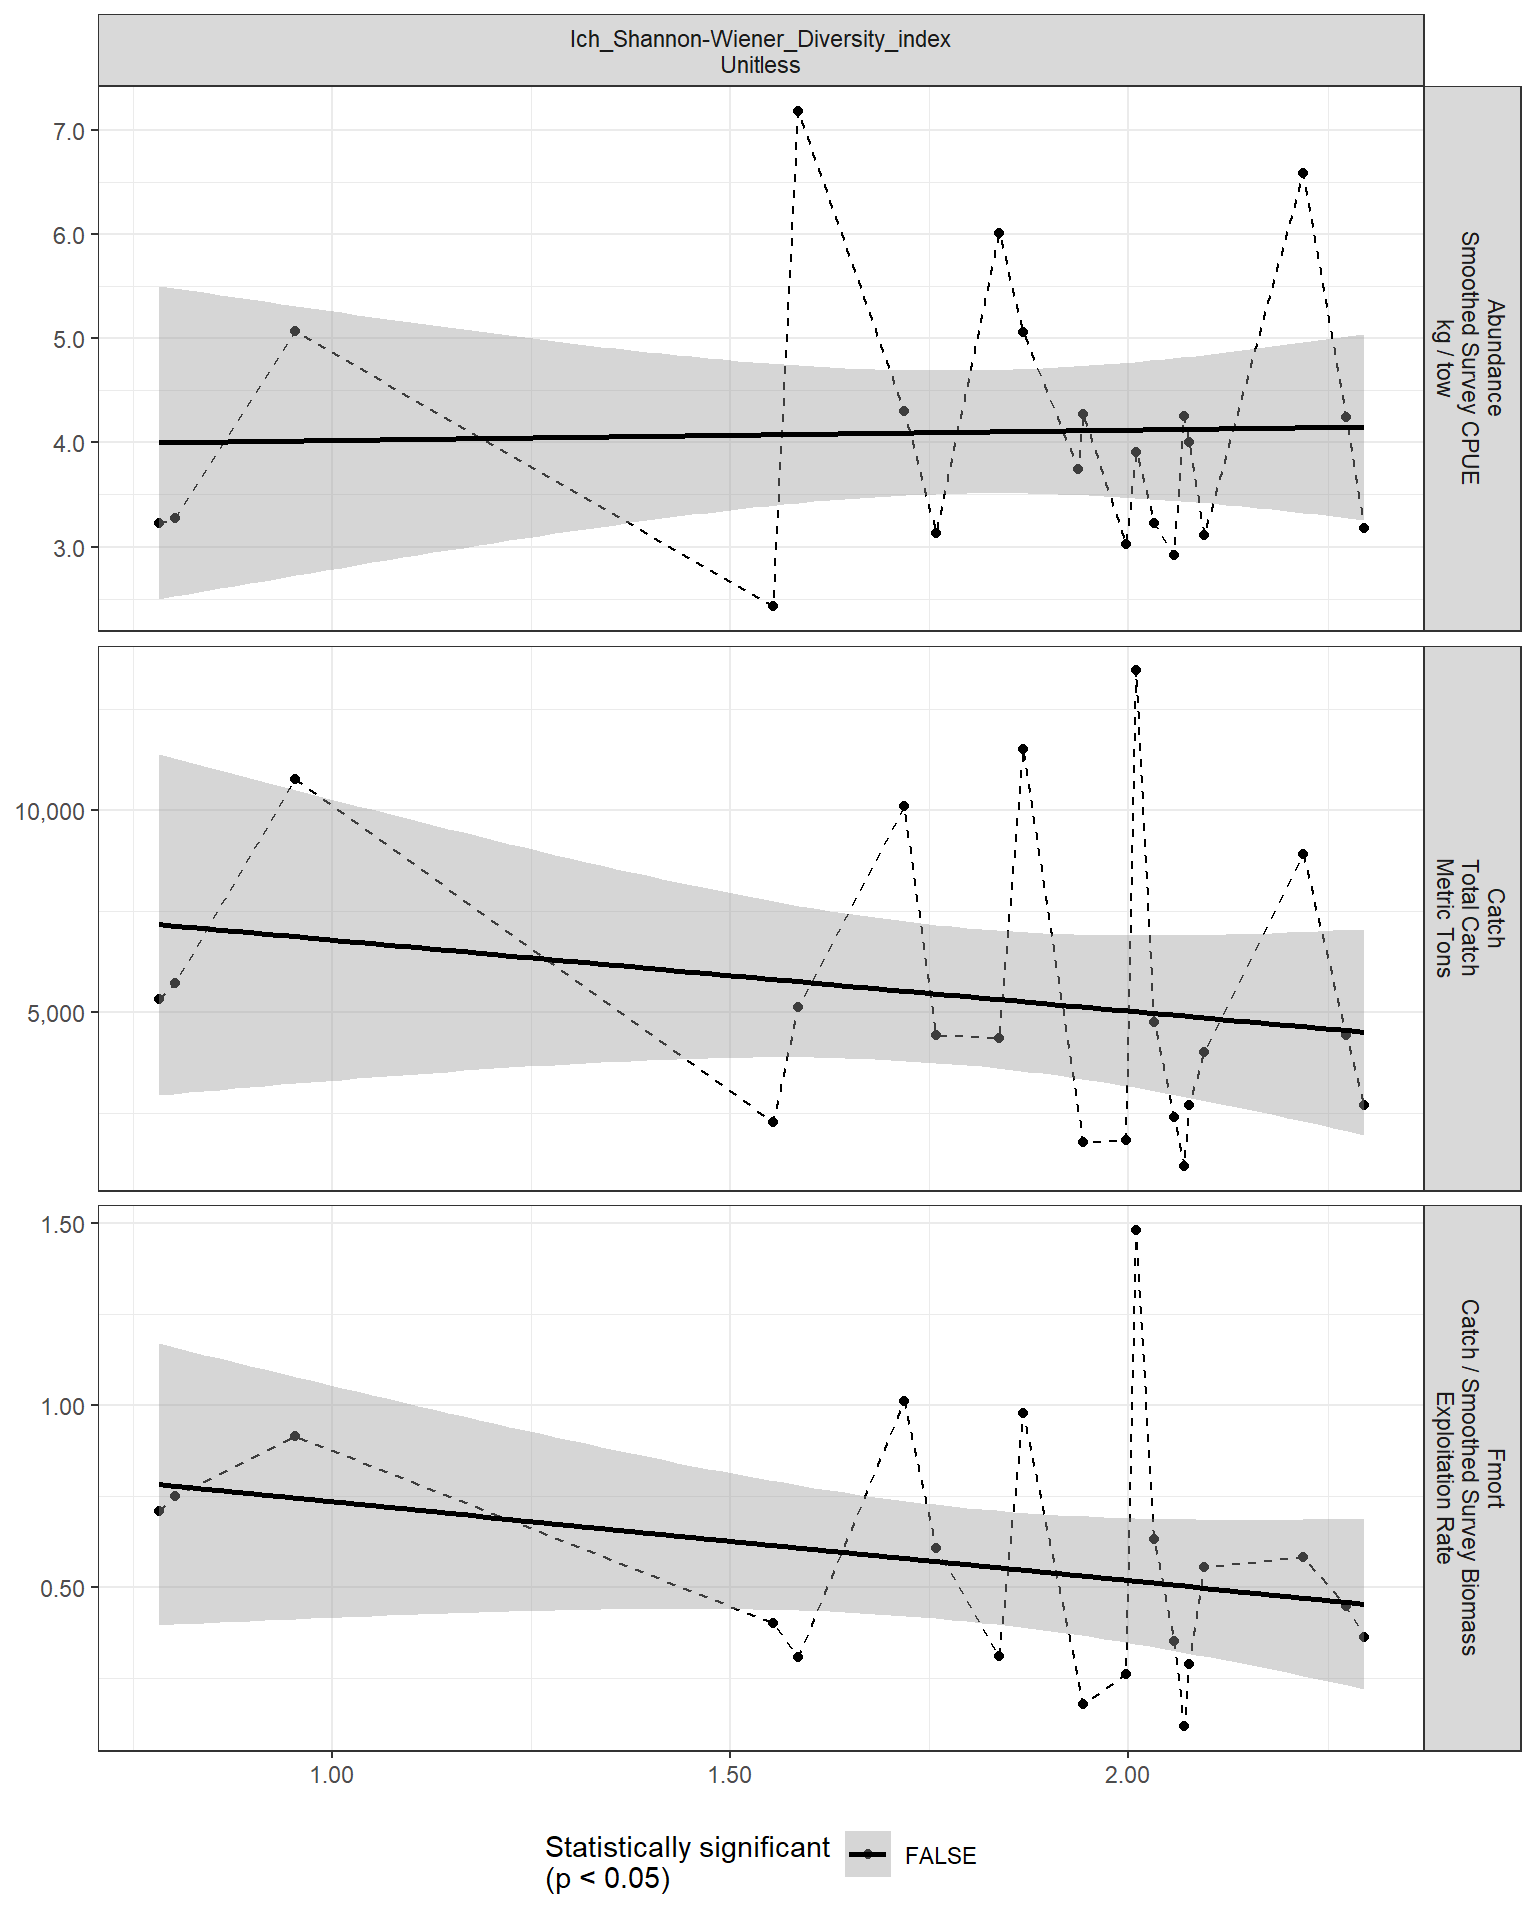 Ich_Shannon-Wiener_Diversity_index
Unitless
7.0
6.0
5.0
4.0
3.0
Abundance
Smoothed Survey CPUE
kg / tow
10,000
5,000
Catch
Total Catch
Metric Tons
1.50
1.00
0.50
Fmort
Catch / Smoothed Survey Biomass
Exploitation Rate
1.00
1.50
2.00
Statistically significant
(p < 0.05)
FALSE